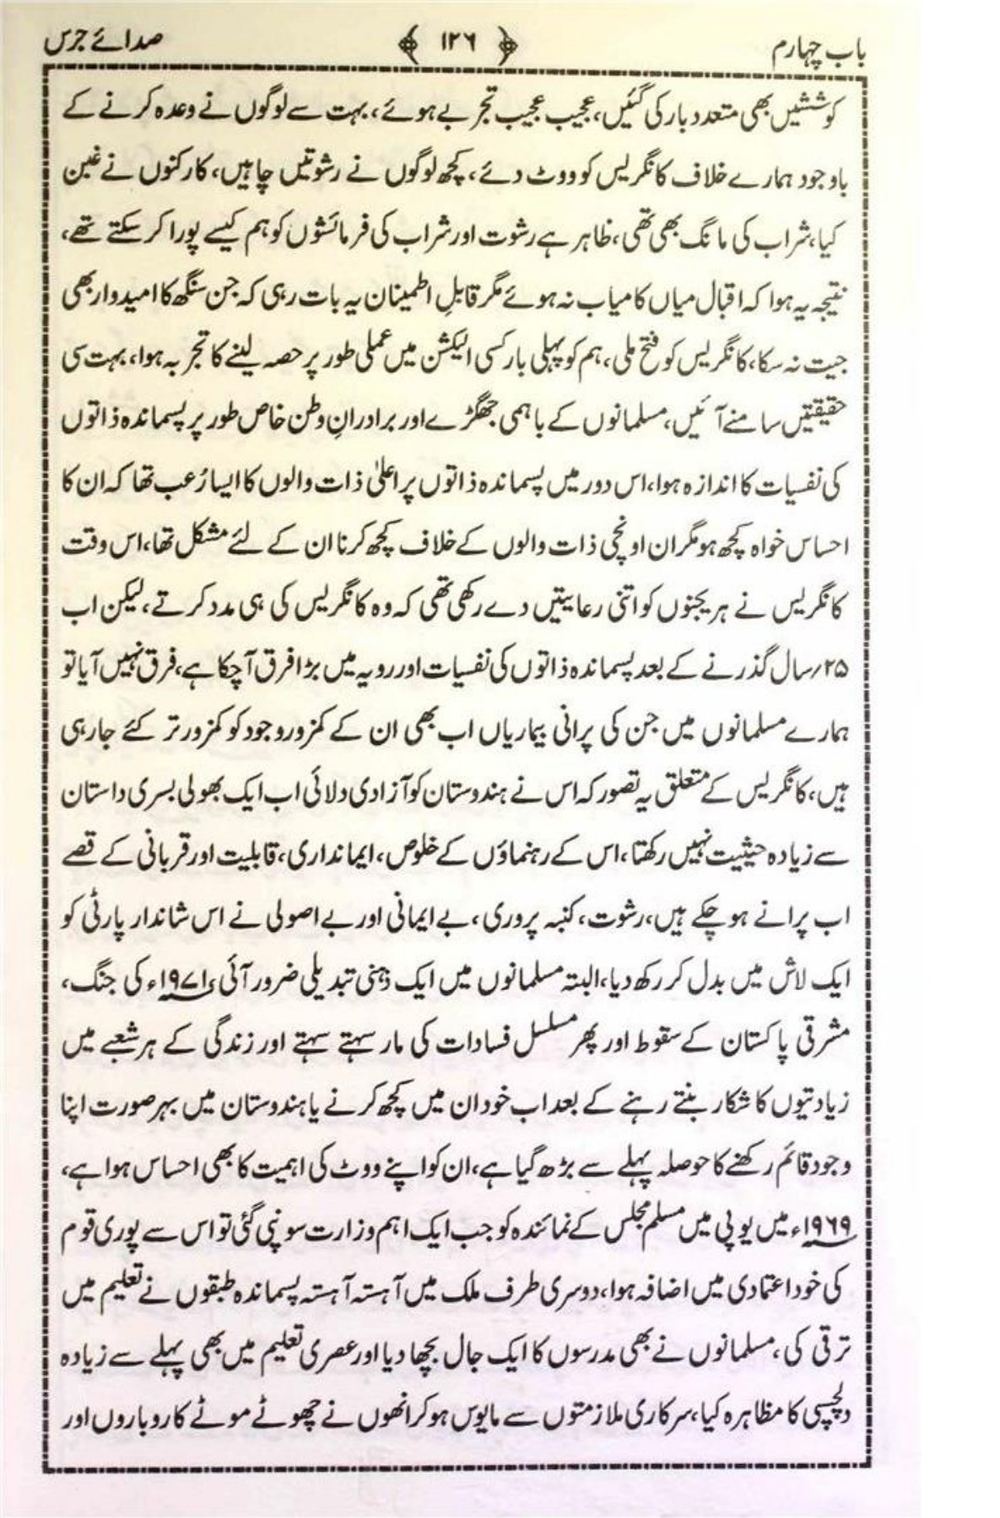 باب چہارم ﴿ ۱۲۶ ﴾ صدائے جرس
کوششیں بھی متعدد بار کی گئیں، عجیب عجیب تجربے ہوئے، بہت سے لوگوں نے وعدہ کرنے کے
باوجود ہمارے خلاف کانگریس کو ووٹ دئے، کچھ لوگوں نے رشوتیں چاہیں، کارکنوں نے غبن
کیا، شراب کی مانگ بھی تھی، ظاہر ہے رشوت اور شراب کی فرمائشوں کو ہم کیسے پورا کر سکتے تھے،
نتیجہ یہ ہوا کہ اقبال میاں کامیاب نہ ہوئے مگر قابلِ اطمینان یہ بات رہی کہ جن سنگھ کا امیدوار بھی
جیت نہ سکا، کانگریس کو فتح ملی، ہم کو پہلی بار کسی الیکشن میں عملی طور پر حصہ لینے کا تجربہ ہوا، بہت سی
حقیقتیں سامنے آئیں، مسلمانوں کے باہمی جھگڑے اور برادرانِ وطن خاص طور پر پسماندہ ذاتوں
کی نفسیات کا اندازہ ہوا، اس دور میں پسماندہ ذاتوں پر اعلیٰ ذات والوں کا ایسا رُعب تھا کہ ان کا
احساس خواہ کچھ ہو مگر ان اونچی ذات والوں کے خلاف کچھ کرنا ان کے لئے مشکل تھا، اس وقت
کانگریس نے ہریجنوں کو اتنی رعایتیں دے رکھی تھی کہ وہ کانگریس کی ہی مدد کرتے، لیکن اب
۲۵؍سال گذرنے کے بعد پسماندہ ذاتوں کی نفسیات اور رویہ میں بڑا فرق آچکا ہے، فرق نہیں آیا تو
ہمارے مسلمانوں میں جن کی پرانی بیماریاں اب بھی ان کے کمزور وجود کو کمزور تر کئے جارہی
ہیں، کانگریس کے متعلق یہ تصور کہ اس نے ہندوستان کو آزادی دلائی اب ایک بھولی بسری داستان
سے زیادہ حیثیت نہیں رکھتا، اس کے رہنماؤں کے خلوص، ایمانداری، قابلیت اور قربانی کے قصے
اب پرانے ہوچکے ہیں، رشوت، کنبہ پروری، بے ایمانی اور بے اصولی نے اس شاندار پارٹی کو
ایک لاش میں بدل کر رکھ دیا، البتہ مسلمانوں میں ایک ذہنی تبدیلی ضرور آئی ۱۹۷۱ء کی جنگ،
مشرقی پاکستان کے سقوط اور پھر مسلسل فسادات کی مار سہتے سہتے اور زندگی کے ہر شعبے میں
زیادتیوں کا شکار بنتے رہنے کے بعد اب خود ان میں کچھ کرنے یا ہندوستان میں بہر صورت اپنا
وجود قائم رکھنے کا حوصلہ پہلے سے بڑھ گیا ہے، ان کو اپنے ووٹ کی اہمیت کا بھی احساس ہوا ہے،
۱۹۶۹ء میں یوپی میں مسلم مجلس کے نمائندہ کو جب ایک اہم وزارت سونپی گئی تو اس سے پوری قوم
کی خود اعتمادی میں اضافہ ہوا، دوسری طرف ملک میں آہستہ آہستہ پسماندہ طبقوں نے تعلیم میں
ترقی کی، مسلمانوں نے بھی مدرسوں کا ایک جال بچھا دیا اور عصری تعلیم میں بھی پہلے سے زیادہ
دلچسپی کا مظاہرہ کیا، سرکاری ملازمتوں سے مایوس ہوکر انھوں نے چھوٹے موٹے کاروباروں اور